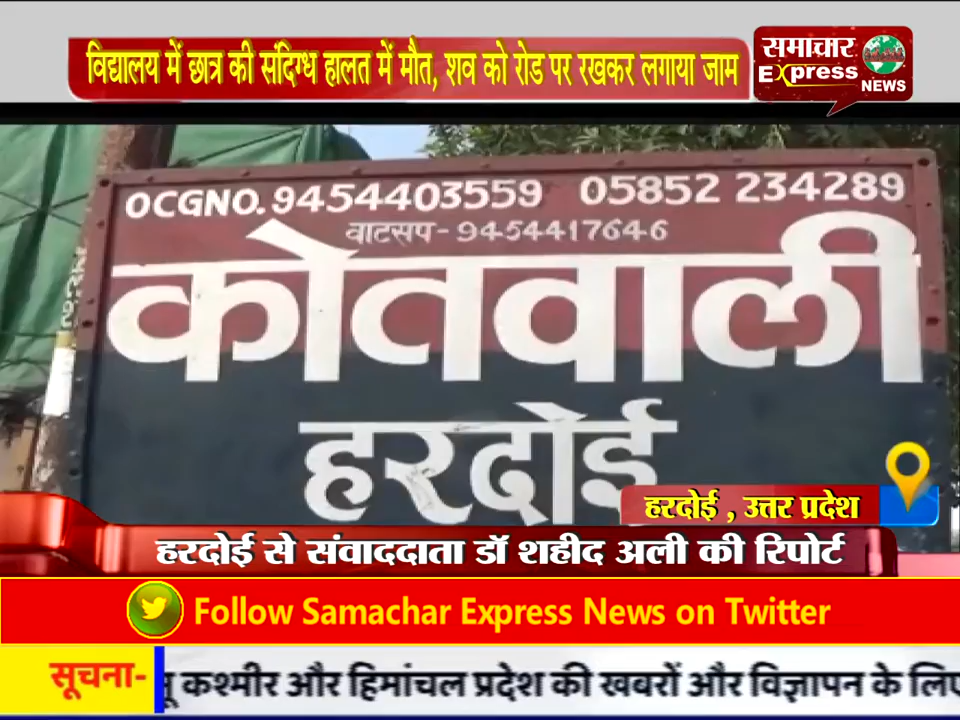 विद्यालय में छात्र की संदिग्ध हालत में मौत, शव को रोड पर रखकर लगाया जाम
समाचार
Express
NEWS
OCGNO. 9454403559 05852 234289
वाटसप- 9454417646
कोतवाली
हरदोई
हरदोई , उत्तर प्रदेश
हरदोई से संवाददाता डॉ शहीद अली की रिपोर्ट
Follow Samachar Express News on Twitter
सूचना- कश्मीर और हिमांचल प्रदेश की खबरों और विज्ञापन के लिए